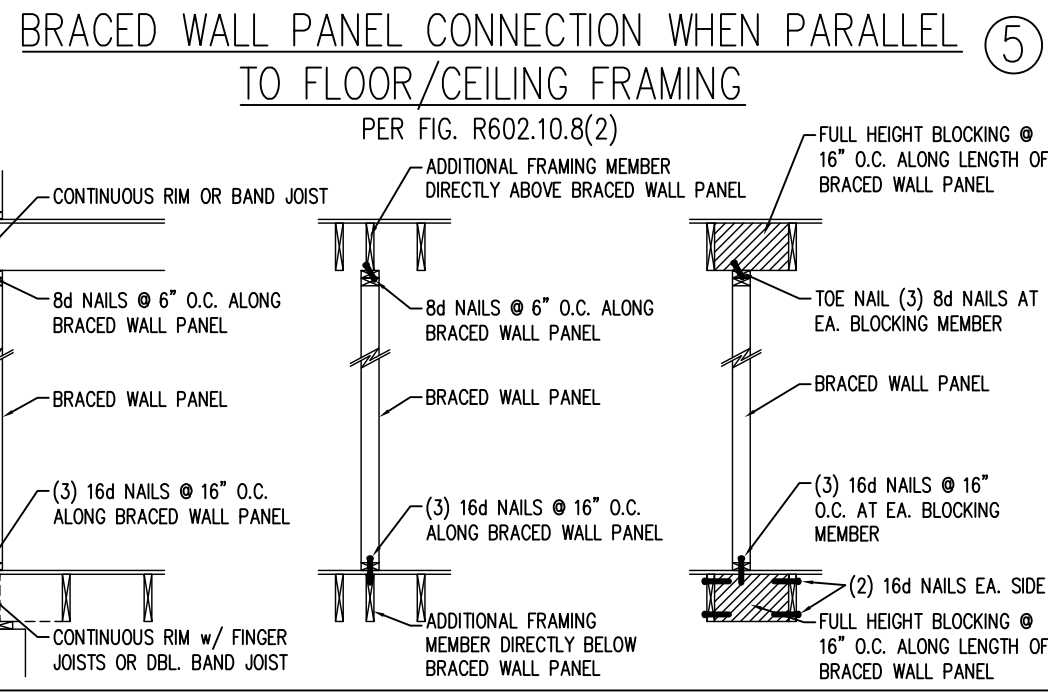 BRACED WALL PANEL CONNECTION WHEN PARALLEL
TO FLOOR/CEILING FRAMING
5
PER FIG. R602.10.8(2)
CONTINUOUS RIM OR BAND JOIST
8d NAILS @ 6" O.C. ALONG
BRACED WALL PANEL
BRACED WALL PANEL
(3) 16d NAILS @ 16" O.C.
ALONG BRACED WALL PANEL
CONTINUOUS RIM w/ FINGER
JOISTS OR DBL. BAND JOIST
ADDITIONAL FRAMING MEMBER
DIRECTLY ABOVE BRACED WALL PANEL
8d NAILS @ 6" O.C. ALONG
BRACED WALL PANEL
BRACED WALL PANEL
(3) 16d NAILS @ 16" O.C.
ALONG BRACED WALL PANEL
ADDITIONAL FRAMING
MEMBER DIRECTLY BELOW
BRACED WALL PANEL
FULL HEIGHT BLOCKING @
16" O.C. ALONG LENGTH OF
BRACED WALL PANEL
TOE NAIL (3) 8d NAILS AT
EA. BLOCKING MEMBER
BRACED WALL PANEL
(3) 16d NAILS @ 16"
O.C. AT EA. BLOCKING
MEMBER
(2) 16d NAILS EA. SIDE
FULL HEIGHT BLOCKING @
16" O.C. ALONG LENGTH OF
BRACED WALL PANEL